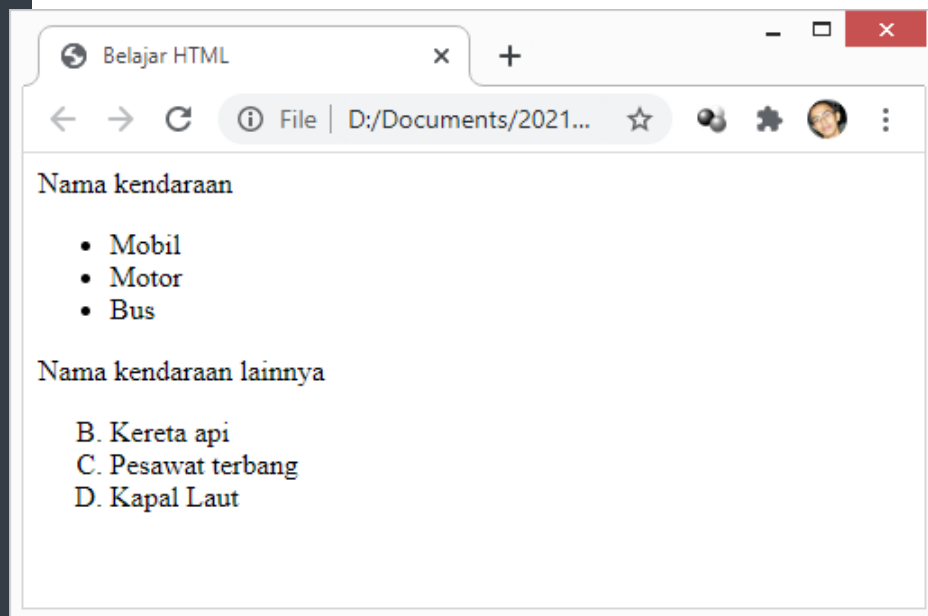 Belajar HTML
File D:/Documents/2021...
Nama kendaraan
• Mobil
• Motor
• Bus
Nama kendaraan lainnya
B. Kereta api
C. Pesawat terbang
D. Kapal Laut